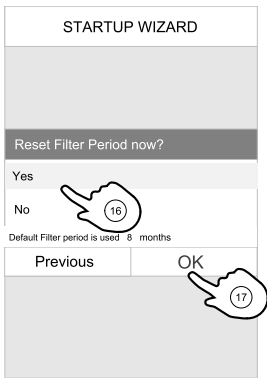 STARTUP WIZARD
Reset Filter Period now?
Yes
No
16
Default Filter period is used 8 months
Previous
OK
17